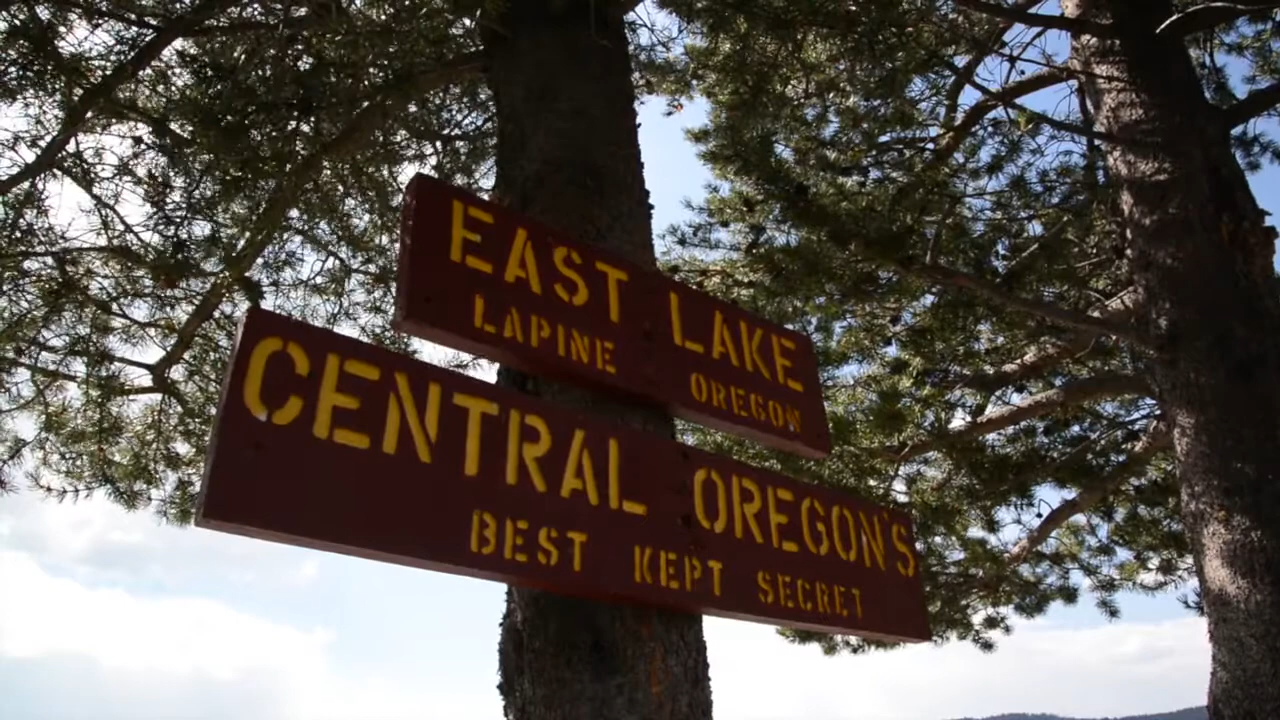 EAST LAKE
LAPINE OREGON
CENTRAL OREGON'S
BEST KEPT SECRET